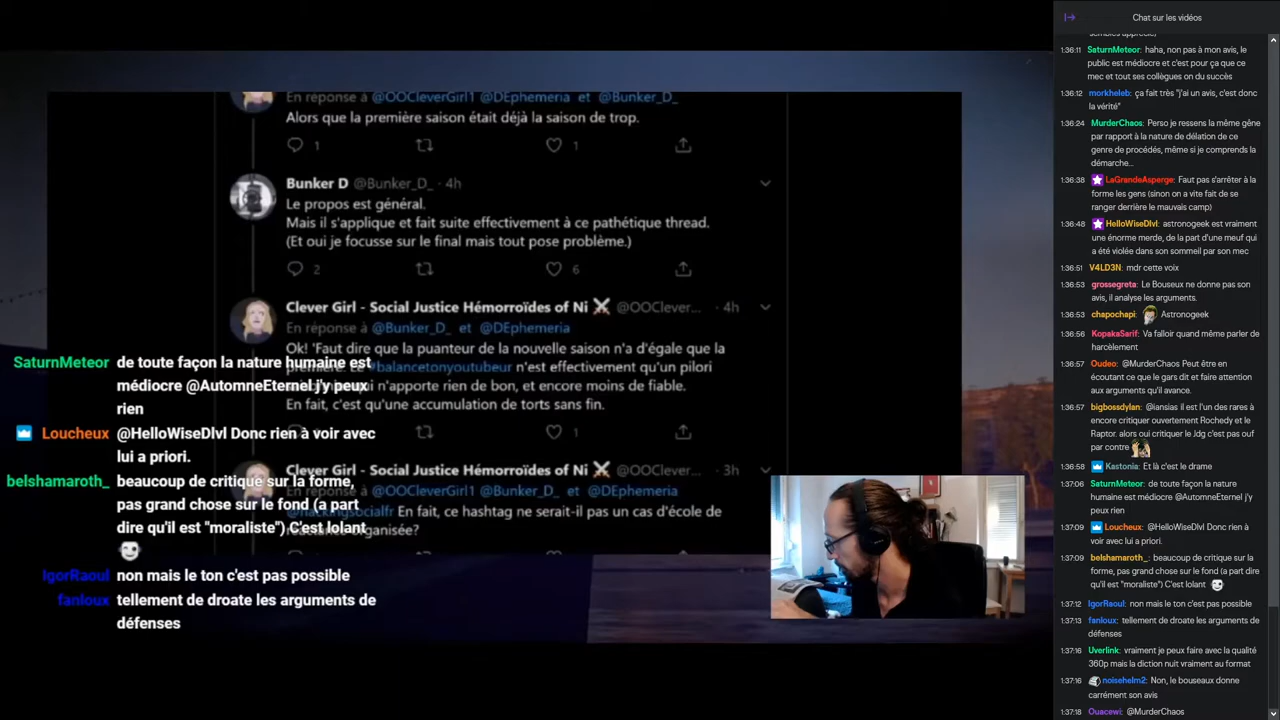 En réponse à @OOCleverGirl1 @DEphemeria et @Bunker_D_
Alors que la première saison était déjà la saison de trop.
1
1
Bunker D @Bunker_D_ · 4h
Le propos est général.
Mais il s'applique et fait suite effectivement à ce pathétique thread.
(Et oui je focusse sur le final mais tout pose problème.)
2
6
Clever Girl - Social Justice Hémorroïdes of Ni ⚔ @OOClever... · 4h
En réponse à @Bunker_D_ et @DEphemeria
Ok! 'Faut dire que la puanteur de la nouvelle saison n'a d'égale que la
#balancetonyoutubeur n'est effectivement qu'un pilori
qui n'apporte rien de bon, et encore moins de fiable.
En fait, c'est qu'une accumulation de torts sans fin.
1
Clever Girl - Social Justice Hémorroïdes of Ni ⚔ @OOClever... · 3h
En réponse à @OOCleverGirl1 @Bunker_D_ et @DEphemeria
En fait, ce hashtag ne serait-il pas un cas d'école de
organisée?
SaturnMeteor de toute façon la nature humaine est
médiocre @AutomneEternel j'y peux
rien
Loucheux @HelloWiseDlvl Donc rien à voir avec
lui a priori.
belshamaroth_ beaucoup de critique sur la forme,
pas grand chose sur le fond (a part
dire qu'il est "moraliste") C'est lolant
IgorRaoul non mais le ton c'est pas possible
fanloux tellement de droate les arguments de
défenses
Chat sur les vidéos
1:36:11 SaturnMeteor: haha, non pas à mon avis, le
public est médiocre et c'est pour ça que ce
mec et tout ses collègues on du succès
1:36:12 morkheleb: ça fait très "j'ai un avis, c'est donc
la vérité"
1:36:24 MurderChaos: Perso je ressens la même gêne
par rapport à la nature de délation de ce
genre de procédés, même si je comprends la
démarche...
1:36:38 LaGrandeAsperge: Faut pas s'arrêter à la
forme les gens (sinon on a vite fait de se
ranger derrière le mauvais camp)
1:36:48 HelloWiseDlvl: astronogeek est vraiment
une énorme merde, de la part d'une meuf qui
a été violée dans son sommeil par son mec
1:36:51 V4LD3N: mdr cette voix
1:36:53 grossegreta: Le Bouseux ne donne pas son
avis, il analyse les arguments.
1:36:53 chapochapi: Astronogeek
1:36:56 KopakaSarif: Va falloir quand même parler de
harcèlement
1:36:57 Oudeo: @MurderChaos Peut être en
écoutant ce que le gars dit et faire attention
aux arguments qu'il avance.
1:36:57 bigbossdylan: @iansias il est l'un des rares à
encore critiquer ouvertement Rochedy et le
Raptor. alors oui critiquer le Jdg c'est pas ouf
par contre
1:36:58 Kastonia: Et là c'est le drame
1:37:06 SaturnMeteor: de toute façon la nature
humaine est médiocre @AutomneEternel j'y
peux rien
1:37:09 Loucheux: @HelloWiseDlvl Donc rien à
voir avec lui a priori.
1:37:09 belshamaroth_: beaucoup de critique sur la
forme, pas grand chose sur le fond (a part dire
qu'il est "moraliste") C'est lolant
1:37:12 IgorRaoul: non mais le ton c'est pas possible
1:37:13 fanloux: tellement de droate les arguments de
défenses
1:37:16 Uverlink: vraiment je peux faire avec la qualité
360p mais la diction nuit vraiment au format
1:37:16 noisehelm2: Non, le bouseaux donne
carrément son avis
1:37:18 Ouacewi: @MurderChaos